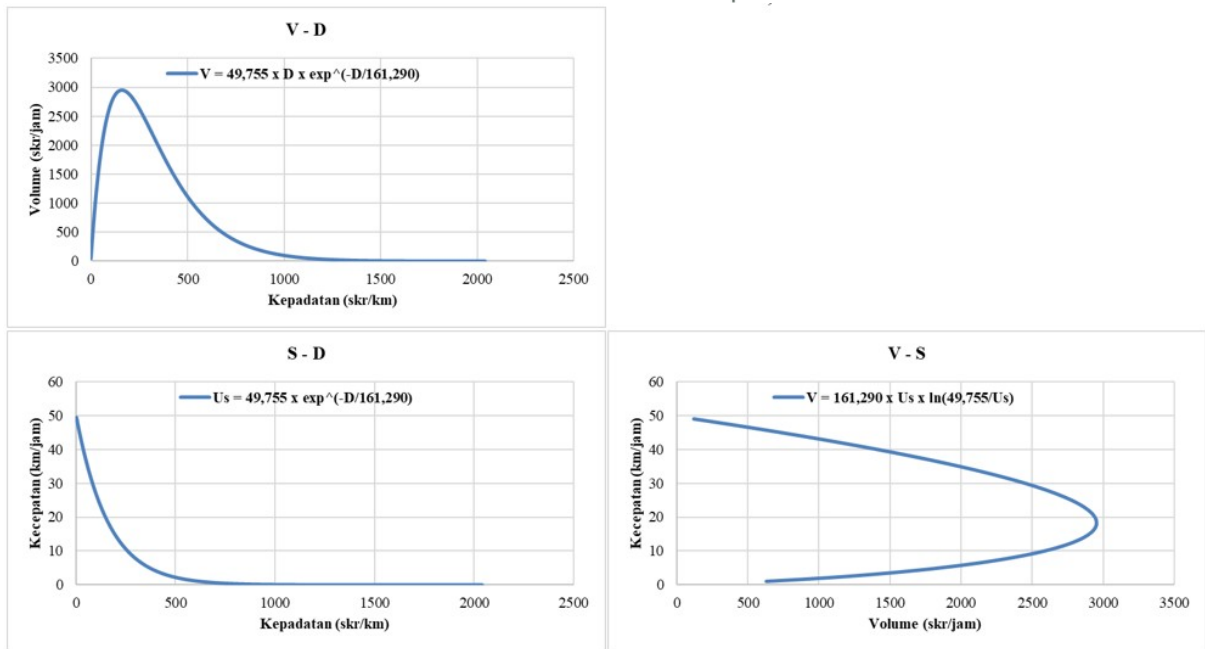 V - D
3500
V = 49,755 x D x exp^(-D/161,290)
3000
2500
2000
1500
1000
500
0
Volume (skr/jam)
0 500 1000 1500 2000 2500
Kepadatan (skr/km)
S - D
60
Us = 49,755 x exp^(-D/161,290)
50
40
30
20
10
0
Kecepatan (km/jam)
0 500 1000 1500 2000 2500
Kepadatan (skr/km)
V - S
60
V = 161,290 x Us x ln(49,755/Us)
50
40
30
20
10
0
Kecepatan (km/jam)
0 500 1000 1500 2000 2500 3000 3500
Volume (skr/jam)